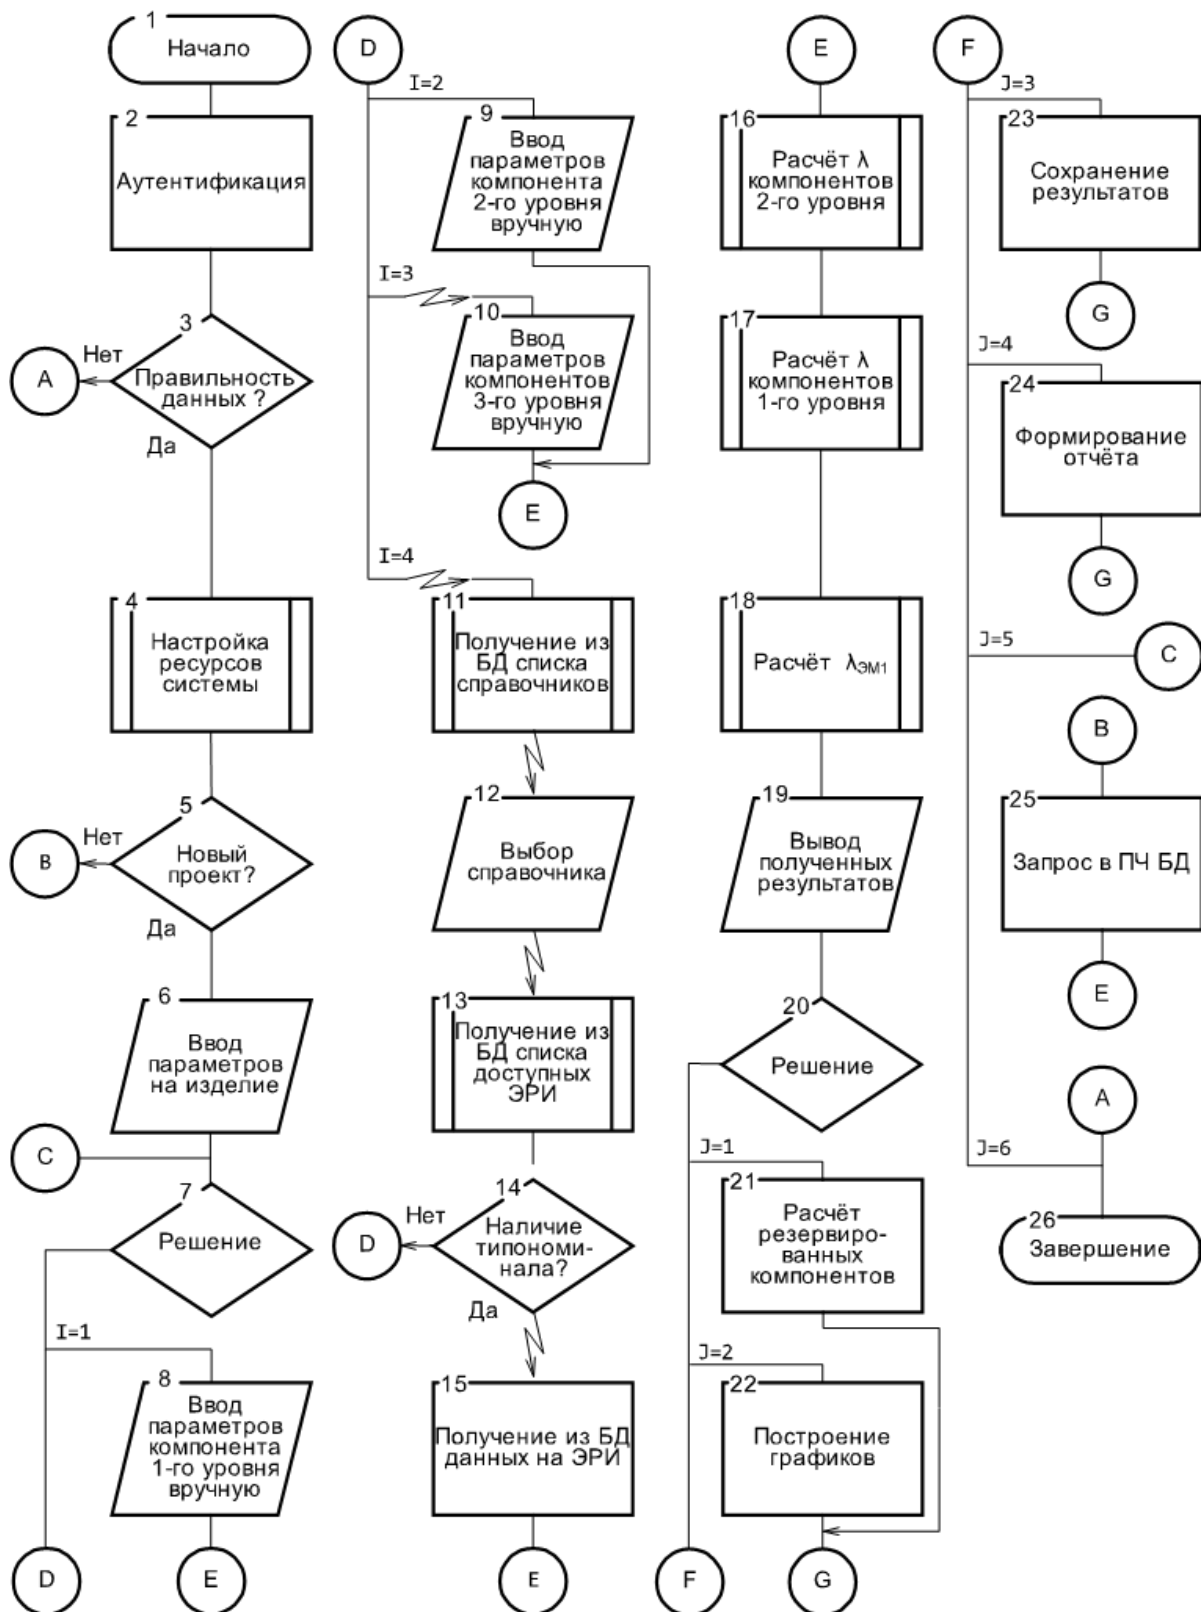 1
Начало
2
Аутентификация
3
Нет
A
Правильность
данных ?
Да
4
Настройка
ресурсов
системы
5
Нет
B
Новый
проект?
Да
6
Ввод
параметров
на изделие
C
7
Решение
I=1
8
Ввод
параметров
компонента
1-го уровня
вручную
D
E
D
I=2
9
Ввод
параметров
компонента
2-го уровня
вручную
I=3
10
Ввод
параметров
компонентов
3-го уровня
вручную
E
I=4
11
Получение из
БД списка
справочников
12
Выбор
справочника
13
Получение из
БД списка
доступных
ЭРИ
14
Нет
D
Наличие
типономи-
нала?
Да
15
Получение из БД
данных на ЭРИ
E
E
16
Расчёт λ
компонентов
2-го уровня
17
Расчёт λ
компонентов
1-го уровня
18
Расчёт λЭМ1
19
Вывод
полученных
результатов
20
Решение
J=1
21
Расчёт
резервиро-
ванных
компонентов
J=2
22
Построение
графиков
F
G
F
J=3
23
Сохранение
результатов
G
J=4
24
Формирование
отчёта
G
J=5
C
B
25
Запрос в ПЧ БД
E
A
J=6
26
Завершение